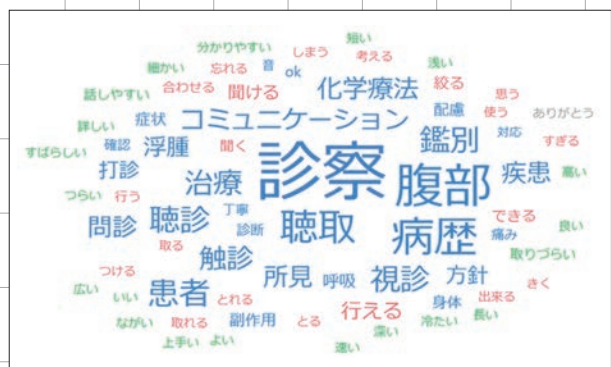 短い
分かりやすい しまう 考える
細かい 忘れる 音 ok 浅い
話しやすい 合わせる 聞ける 化学療法 絞る 思う
詳しい 症状 コミュニケーション 配慮 使う ありがとう
すばらしい 確認 浮腫 聞く 診察 鑑別 対応 すぎる
打診 治療 腹部 疾患 高い
つらい 行う 丁寧 できる
問診 聴診 診断 聴取 病歴 痛み 良い
取る 触診 取りづらい
つける 所見 呼吸 視診 方針 きく
広い いい 患者 とれる 行える 身体 出来る
ながい 取れる 副作用 とる 冷たい 長い
上手い よい 深い
速い